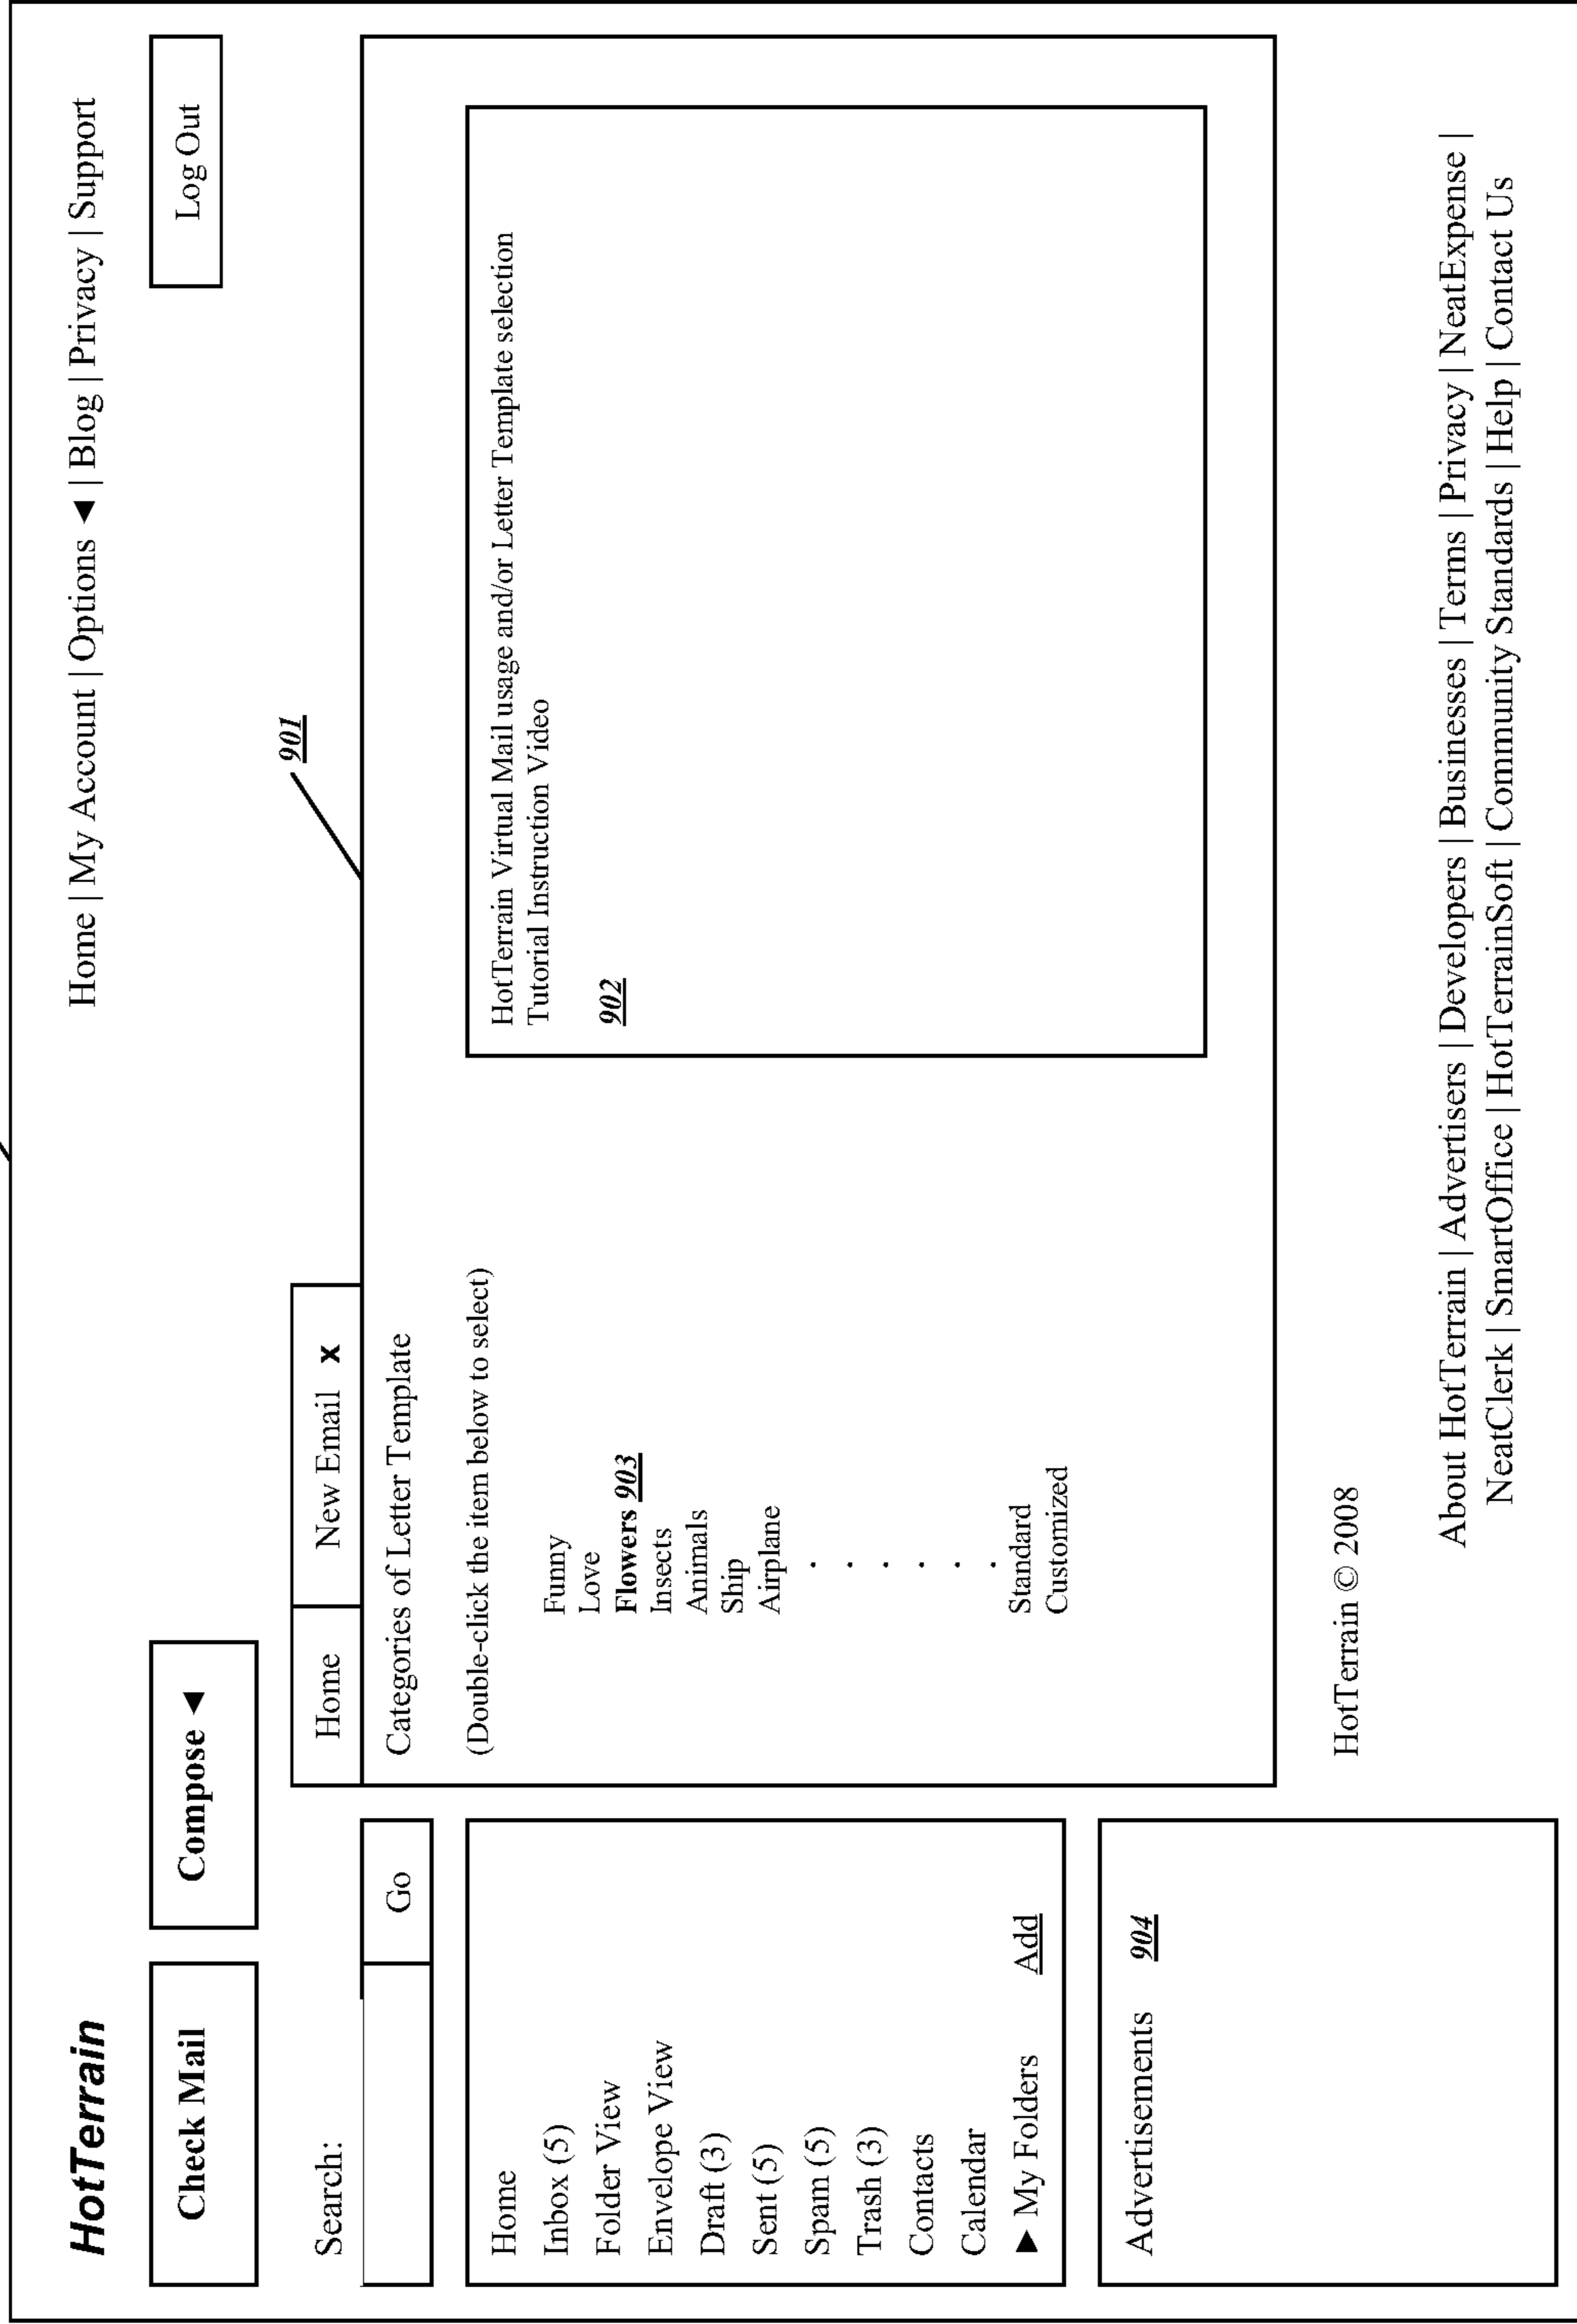 HotTerrain
Home | My Account | Options ◄ | Blog | Privacy | Support
Check Mail
Compose ◄
Log Out
Search:
Go
Home
New Email x
901
Categories of Letter Template
(Double-click the item below to select)
Funny
Love
Flowers 903
Insects
Animals
Ship
Airplane
.
.
.
.
.
.
Standard
Customized
HotTerrain Virtual Mail usage and/or Letter Template selection
Tutorial Instruction Video
902
Home
Inbox (5)
Folder View
Envelope View
Draft (3)
Sent (5)
Spam (5)
Trash (3)
Contacts
Calendar
► My Folders Add
Advertisements 904
HotTerrain © 2008
About HotTerrain | Advertisers | Developers | Businesses | Terms | Privacy | NeatExpense |
NeatClerk | SmartOffice | HotTerrainSoft | Community Standards | Help | Contact Us